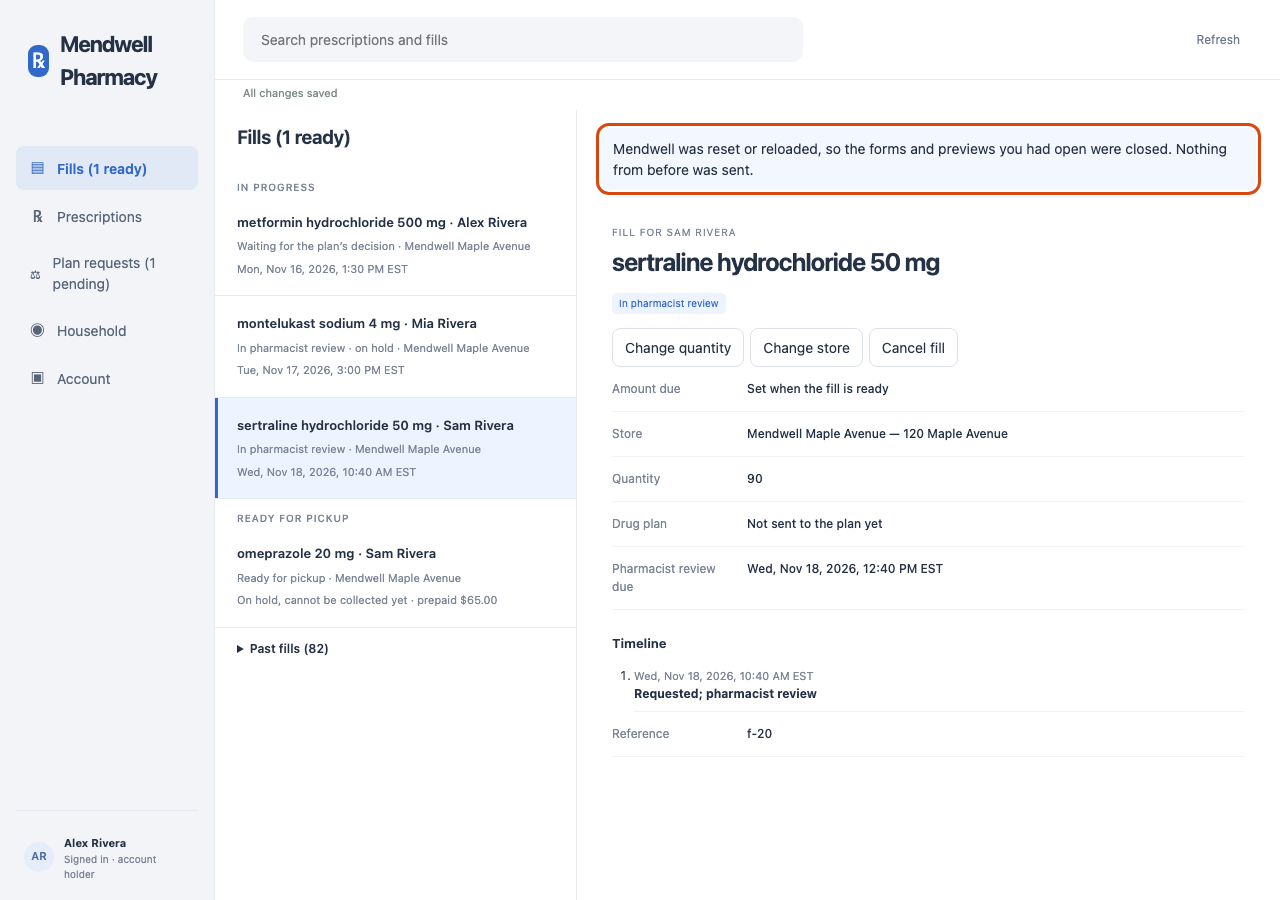 ℞ Mendwell
Pharmacy
Fills (1 ready)
℞ Prescriptions
Plan requests (1
pending)
Household
Account
AR
Alex Rivera
Signed in · account
holder
Search prescriptions and fills
Refresh
All changes saved
Fills (1 ready)
IN PROGRESS
metformin hydrochloride 500 mg · Alex Rivera
Waiting for the plan's decision · Mendwell Maple Avenue
Mon, Nov 16, 2026, 1:30 PM EST
montelukast sodium 4 mg · Mia Rivera
In pharmacist review · on hold · Mendwell Maple Avenue
Tue, Nov 17, 2026, 3:00 PM EST
sertraline hydrochloride 50 mg · Sam Rivera
In pharmacist review · Mendwell Maple Avenue
Wed, Nov 18, 2026, 10:40 AM EST
READY FOR PICKUP
omeprazole 20 mg · Sam Rivera
Ready for pickup · Mendwell Maple Avenue
On hold, cannot be collected yet · prepaid $65.00
Past fills (82)
Mendwell was reset or reloaded, so the forms and previews you had open were closed. Nothing
from before was sent.
FILL FOR SAM RIVERA
sertraline hydrochloride 50 mg
In pharmacist review
Change quantity Change store Cancel fill
Amount due Set when the fill is ready
Store Mendwell Maple Avenue — 120 Maple Avenue
Quantity 90
Drug plan Not sent to the plan yet
Pharmacist review Wed, Nov 18, 2026, 12:40 PM EST
due
Timeline
1. Wed, Nov 18, 2026, 10:40 AM EST
Requested; pharmacist review
Reference f-20